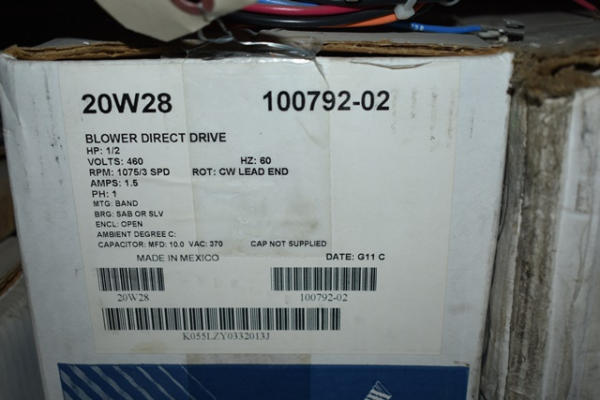 20W28 100792-02
BLOWER DIRECT DRIVE
HP: 1/2
VOLTS: 460 HZ: 60
RPM: 1075/3 SPD ROT: CW LEAD END
AMPS: 1.5
PH: 1
MTG: BAND
BRG: SAB OR SLV
ENCL: OPEN
AMBIENT DEGREE C:
CAPACITOR: MFD: 10.0 VAC: 370 CAP NOT SUPPLIED
MADE IN MEXICO DATE: G11 C
20W28 100792-02
K055LZY0332013J